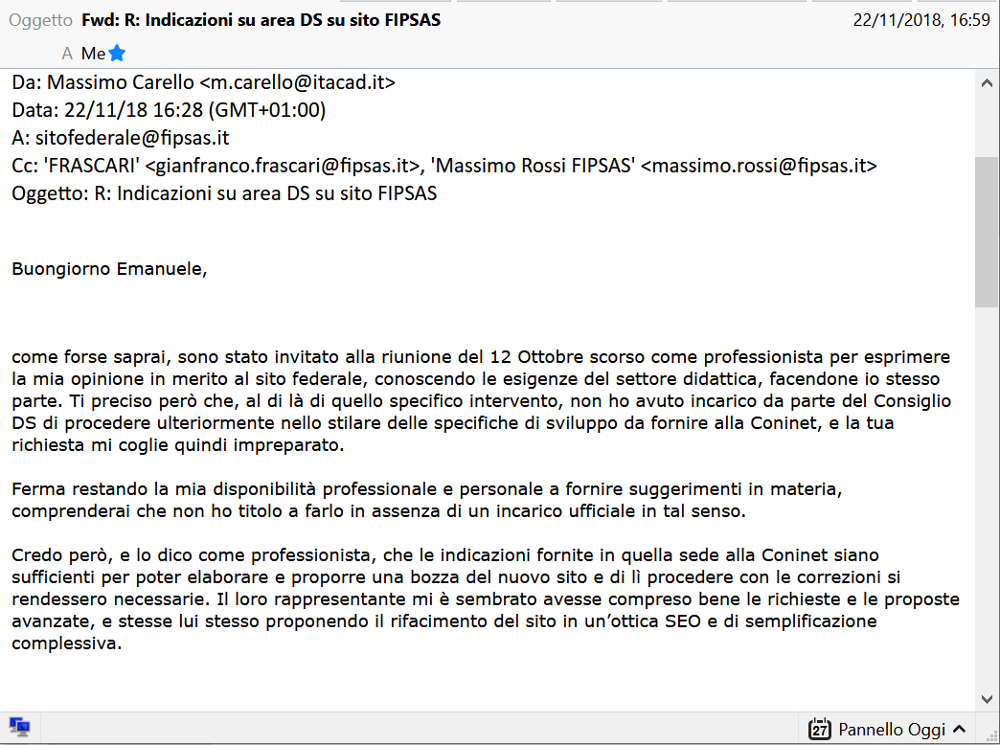 Oggetto Fwd: R: Indicazioni su area DS su sito FIPSAS 22/11/2018, 16:59
A Me
Da: Massimo Carello <m.carello@itacad.it>
Data: 22/11/18 16:28 (GMT+01:00)
A: sitofederale@fipsas.it
Cc: 'FRASCARI' <gianfranco.frascari@fipsas.it>, 'Massimo Rossi FIPSAS' <massimo.rossi@fipsas.it>
Oggetto: R: Indicazioni su area DS su sito FIPSAS
Buongiorno Emanuele,
come forse saprai, sono stato invitato alla riunione del 12 Ottobre scorso come professionista per esprimere
la mia opinione in merito al sito federale, conoscendo le esigenze del settore didattica, facendone io stesso
parte. Ti preciso però che, al di là di quello specifico intervento, non ho avuto incarico da parte del Consiglio
DS di procedere ulteriormente nello stilare delle specifiche di sviluppo da fornire alla Coninet, e la tua
richiesta mi coglie quindi impreparato.
Ferma restando la mia disponibilità professionale e personale a fornire suggerimenti in materia,
comprenderai che non ho titolo a farlo in assenza di un incarico ufficiale in tal senso.
Credo però, e lo dico come professionista, che le indicazioni fornite in quella sede alla Coninet siano
sufficienti per poter elaborare e proporre una bozza del nuovo sito e di lì procedere con le correzioni si
rendessero necessarie. Il loro rappresentante mi è sembrato avesse compreso bene le richieste e le proposte
avanzate, e stesse lui stesso proponendo il rifacimento del sito in un’ottica SEO e di semplificazione
complessiva.
27 Pannello Oggi